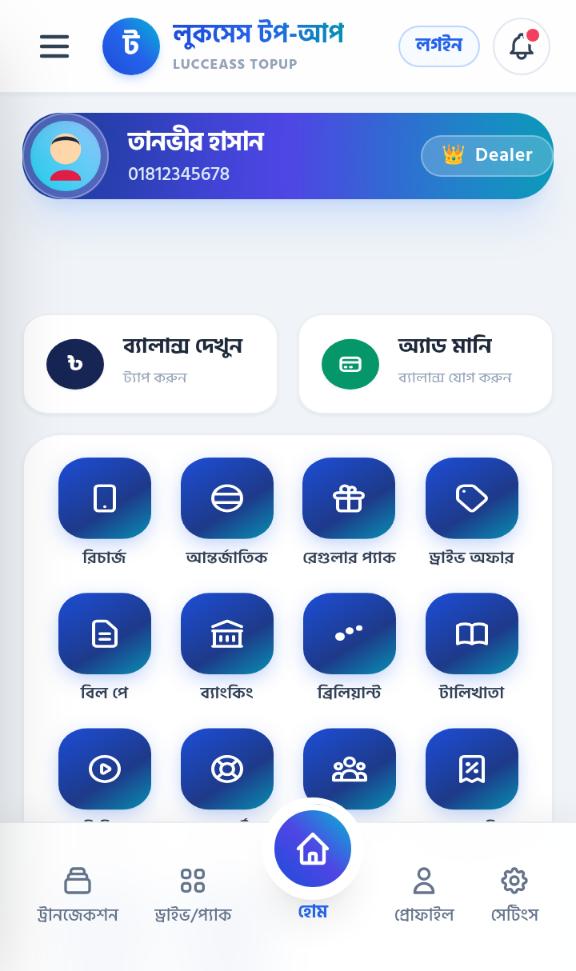 ট
লুকসেস টপ-আপ
LUCCEASS TOPUP
লগইন
তানভীর হাসান
01812345678
👑 Dealer
৳
ব্যালান্স দেখুন
ট্যাপ করুন
অ্যাড মানি
ব্যালান্স যোগ করুন
রিচার্জ
আন্তর্জাতিক
রেগুলার প্যাক
ড্রাইভ অফার
বিল পে
ব্যাংকিং
ব্রিলিয়ান্ট
টালিখাতা
ট্রানজেকশন
ড্রাইভ/প্যাক
হোম
প্রোফাইল
সেটিংস